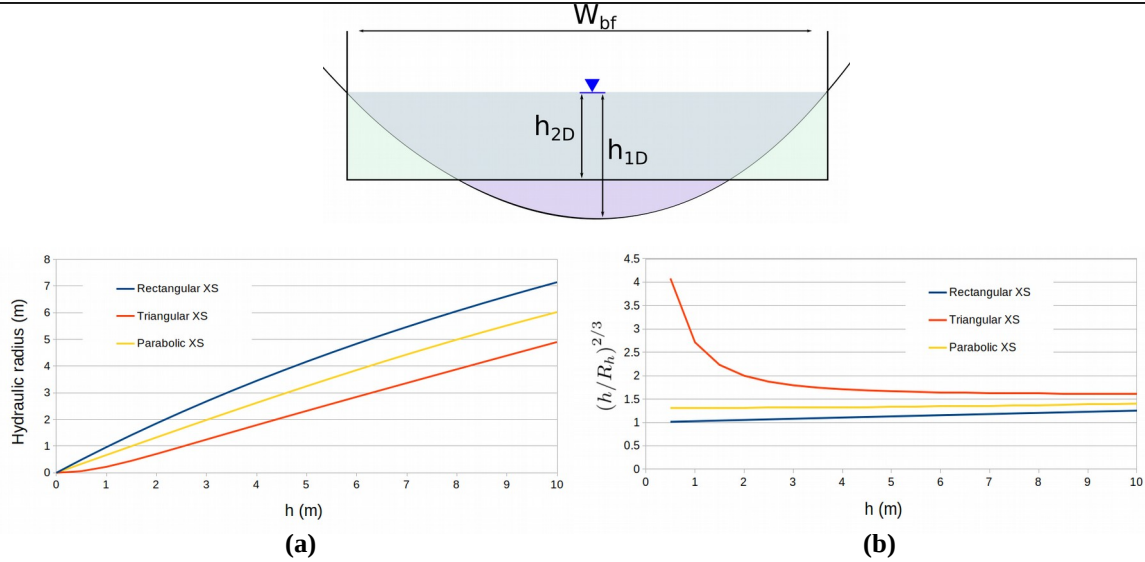 W_bf
h_2D
h_1D
Hydraulic radius (m)
8
7
6
5
4
3
2
1
0
Rectangular XS
Triangular XS
Parabolic XS
0 1 2 3 4 5 6 7 8 9 10
h (m)
(a)
(h/R_h)^{2/3}
4.5
4
3.5
3
2.5
2
1.5
1
0.5
0
Rectangular XS
Triangular XS
Parabolic XS
0 1 2 3 4 5 6 7 8 9 10
h (m)
(b)